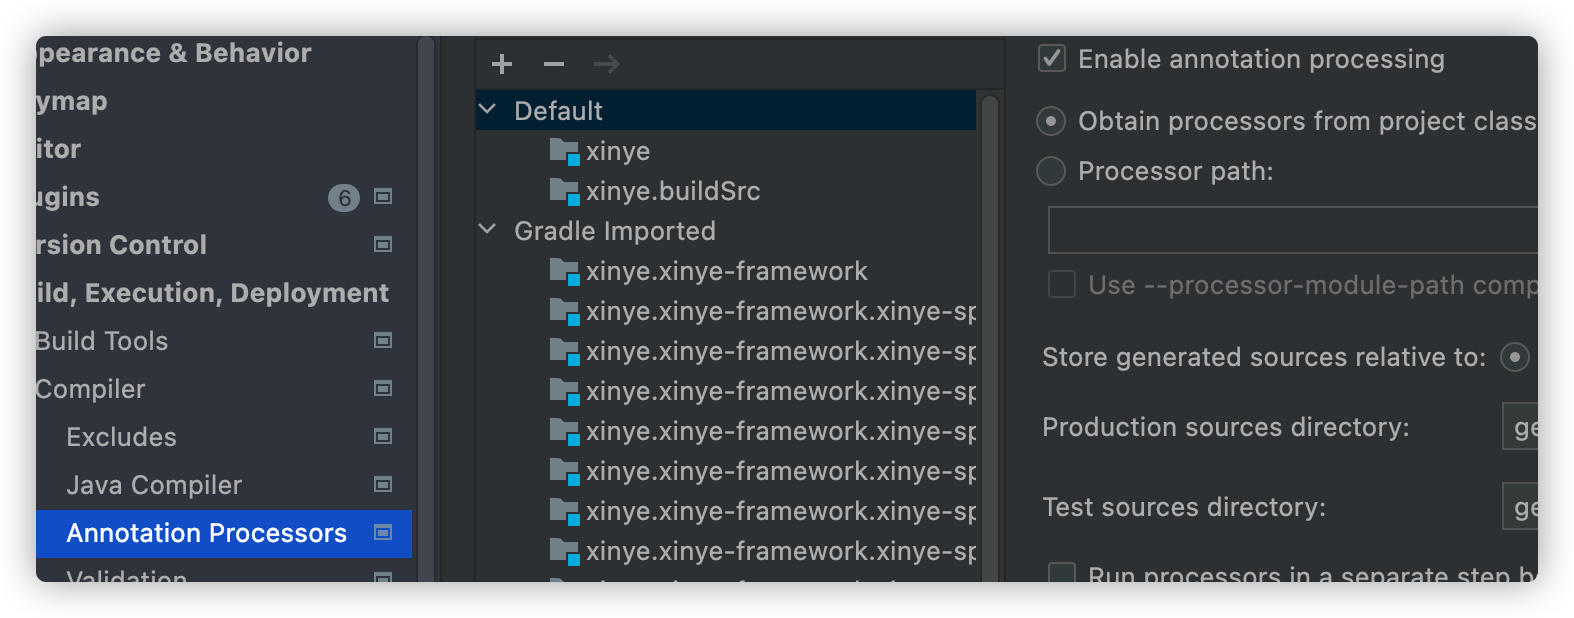 ppearance & Behavior
ymap
itor
ugins
6
rsion Control
ild, Execution, Deployment
Build Tools
Compiler
Excludes
Java Compiler
Annotation Processors
Validation
Default
xinye
xinye.buildSrc
Gradle Imported
xinye.xinye-framework
xinye.xinye-framework.xinye-sp
xinye.xinye-framework.xinye-sp
xinye.xinye-framework.xinye-sp
xinye.xinye-framework.xinye-sp
xinye.xinye-framework.xinye-sp
xinye.xinye-framework.xinye-sp
xinye.xinye-framework.xinye-sp
Enable annotation processing
Obtain processors from project class
Processor path:
Use --processor-module-path comp
Store generated sources relative to:
Production sources directory:
ge
Test sources directory:
ge
Run processors in a separate step b